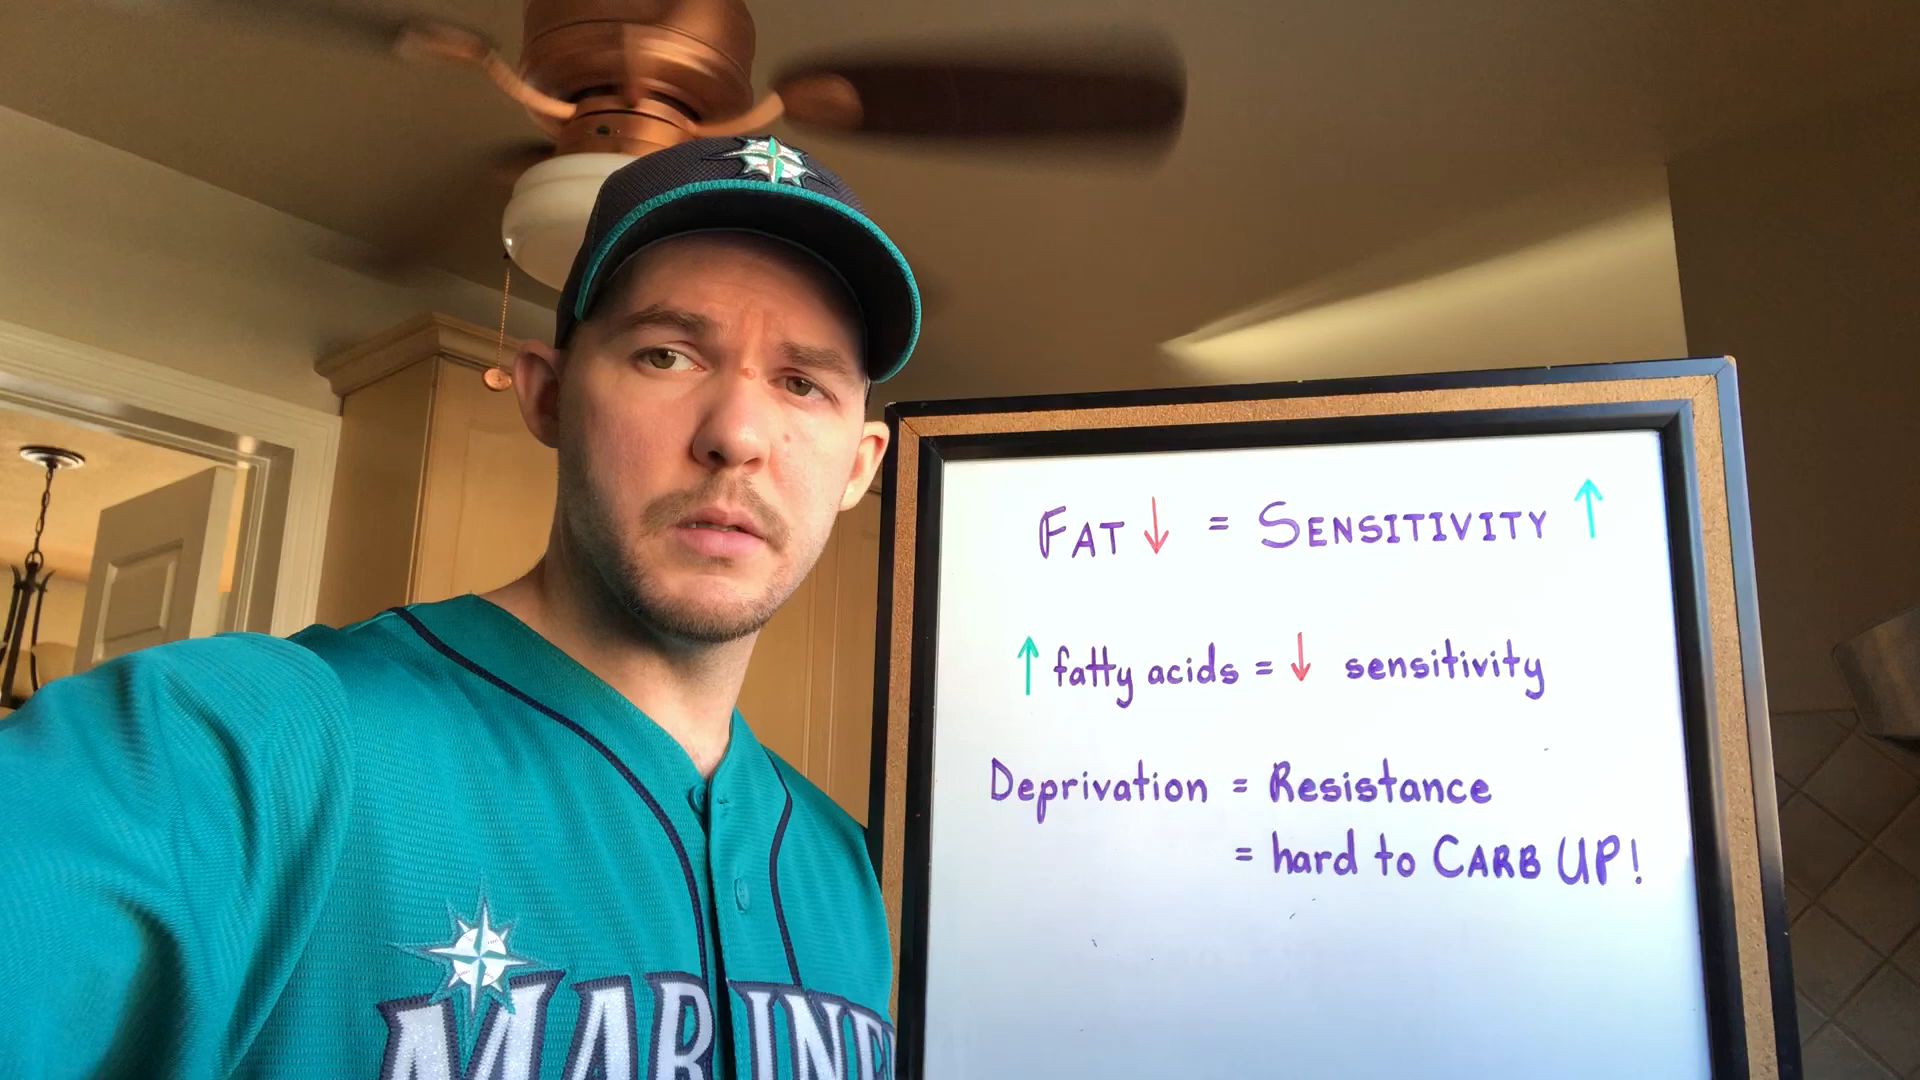 FAT ↓ = SENSITIVITY ↑
↑ fatty acids = ↓ sensitivity
Deprivation = Resistance
= hard to CARB UP!
MARINE